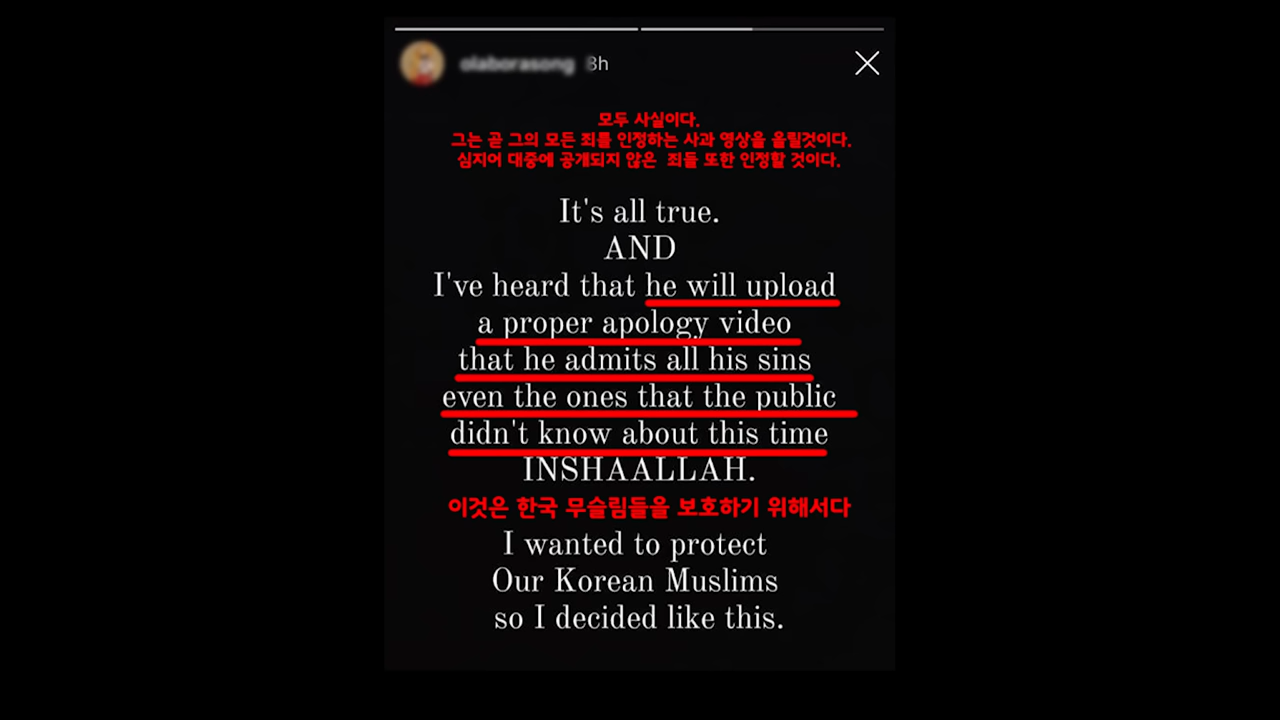 olaborasong 8h
모두 사실이다.
그는 곧 그의 모든 죄를 인정하는 사과 영상을 올릴것이다.
심지어 대중에 공개되지 않은 죄들 또한 인정할 것이다.
It's all true.
AND
I've heard that he will upload
a proper apology video
that he admits all his sins
even the ones that the public
didn't know about this time
INSHAALLAH.
이것은 한국 무슬림들을 보호하기 위해서다
I wanted to protect
Our Korean Muslims
so I decided like this.